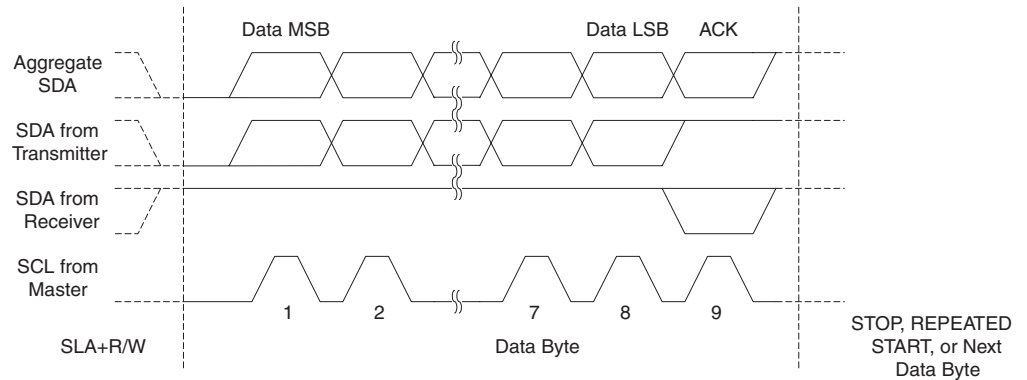 Data MSB
Data LSB
ACK
Aggregate
SDA
SDA from
Transmitter
SDA from
Receiver
SCL from
Master
1
2
7
8
9
SLA+R/W
Data Byte
STOP, REPEATED
START, or Next
Data Byte